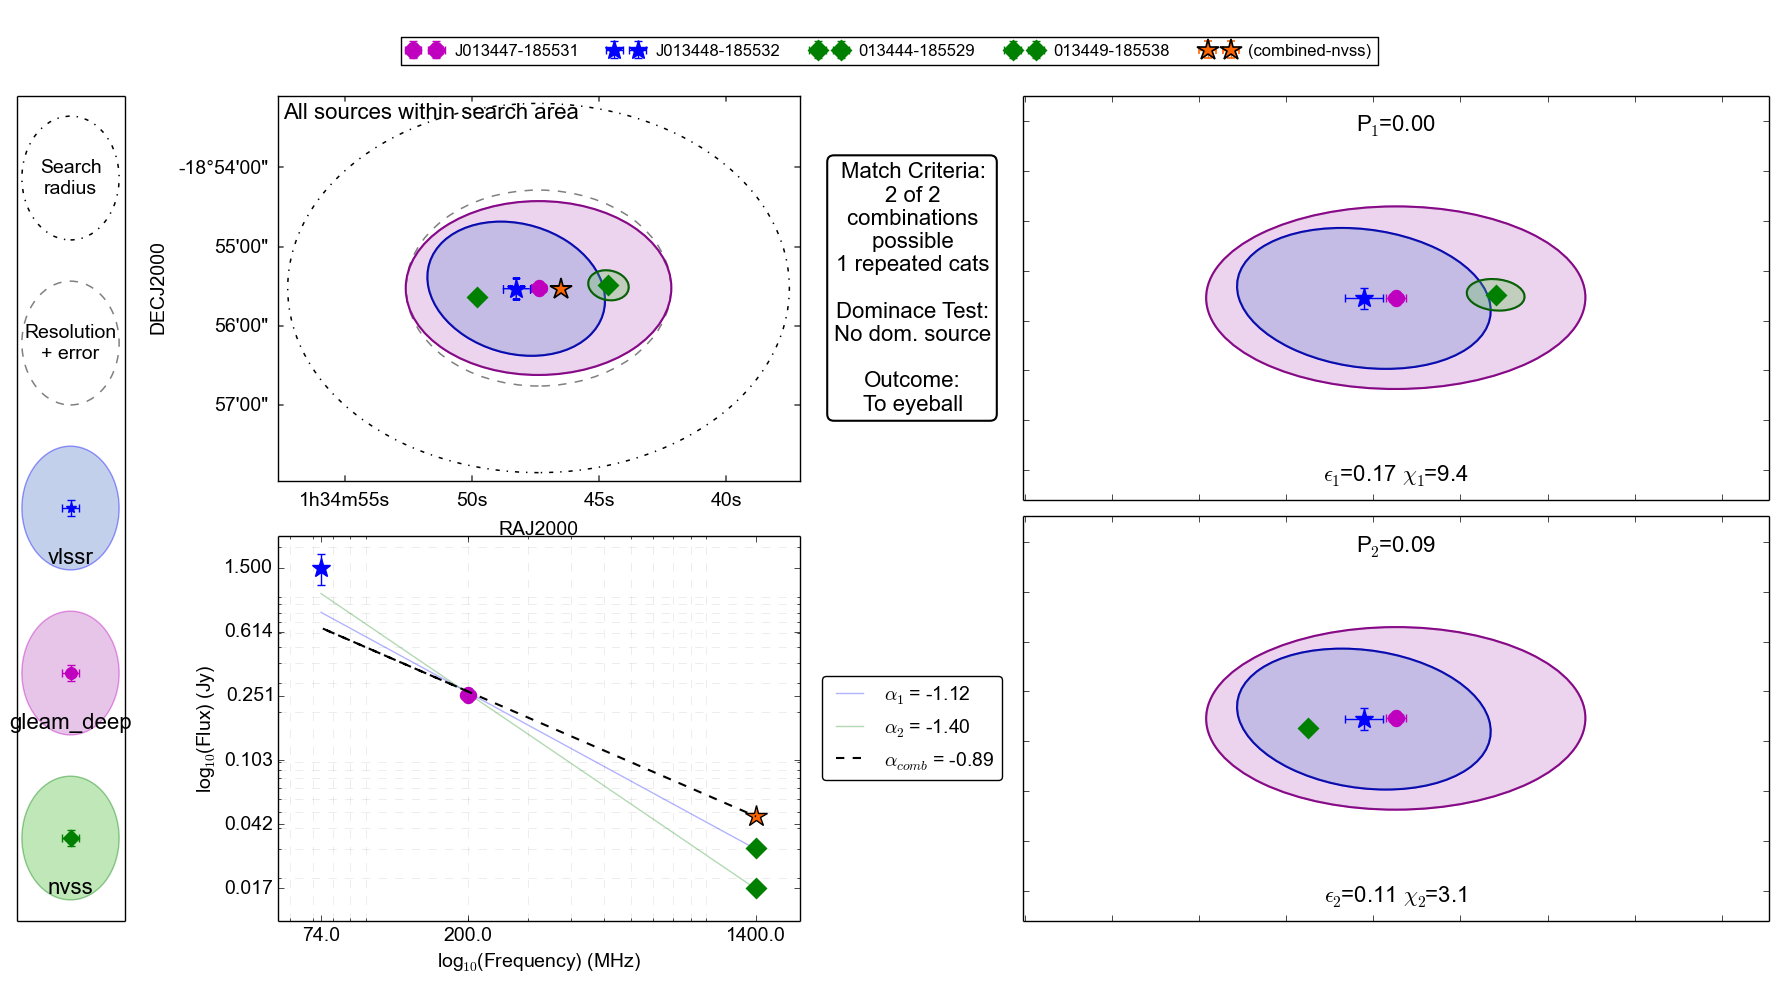 J013447-185531 J013448-185532 013444-185529 013449-185538 (combined-nvss)
Search
radius
Resolution
+ error
vlssr
gleam_deep
nvss
All sources within search area
DECJ2000
-18°54'00"
55'00"
56'00"
57'00"
1h34m55s 50s 45s 40s
RAJ2000
Match Criteria:
2 of 2
combinations
possible
1 repeated cats
Dominace Test:
No dom. source
Outcome:
To eyeball
P₁=0.00
ϵ₁=0.17 χ₁=9.4
log₁₀(Flux) (Jy)
1.500
0.614
0.251
0.103
0.042
0.017
74.0 200.0 1400.0
log₁₀(Frequency) (MHz)
α₁ = -1.12
α₂ = -1.40
α_comb = -0.89
P₂=0.09
ϵ₂=0.11 χ₂=3.1